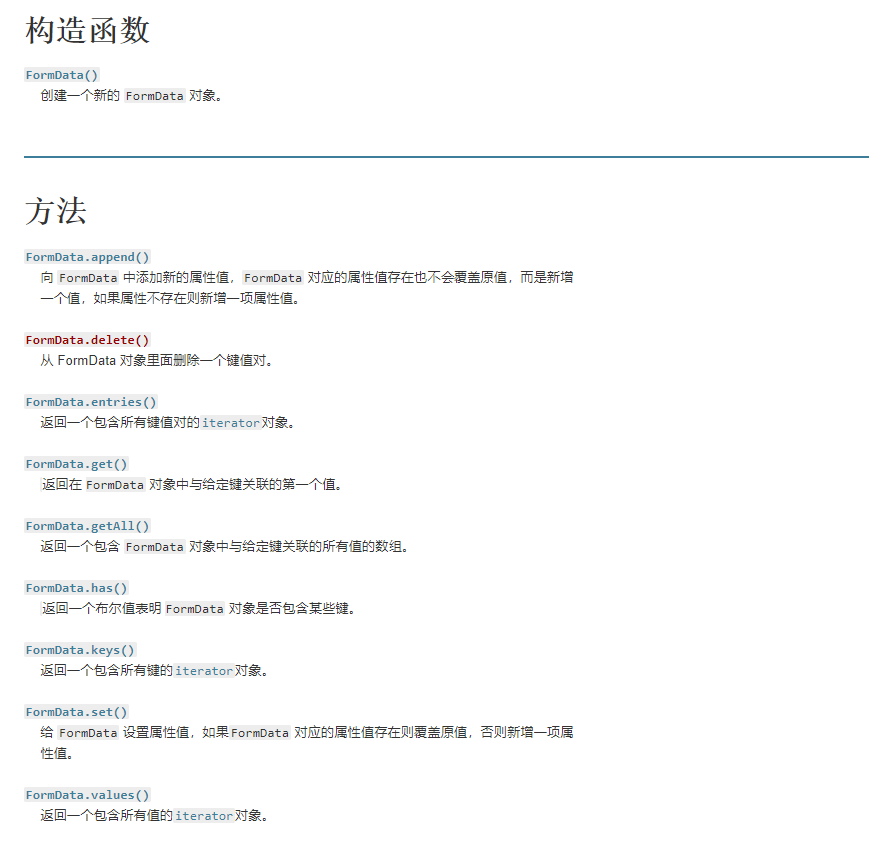 构造函数
FormData()
创建一个新的 FormData 对象。
方法
FormData.append()
向 FormData 中添加新的属性值，FormData 对应的属性值存在也不会覆盖原值，而是新增
一个值，如果属性不存在则新增一项属性值。
FormData.delete()
从 FormData 对象里面删除一个键值对。
FormData.entries()
返回一个包含所有键值对的iterator对象。
FormData.get()
返回在 FormData 对象中与给定键关联的第一个值。
FormData.getAll()
返回一个包含 FormData 对象中与给定键关联的所有值的数组。
FormData.has()
返回一个布尔值表明 FormData 对象是否包含某些键。
FormData.keys()
返回一个包含所有键的iterator对象。
FormData.set()
给 FormData 设置属性值，如果FormData 对应的属性值存在则覆盖原值，否则新增一项属
性值。
FormData.values()
返回一个包含所有值的iterator对象。